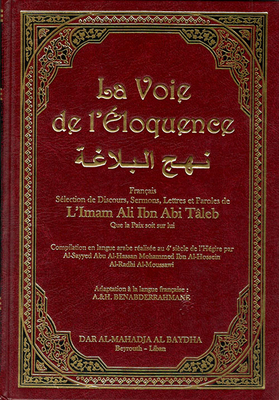 La Voie
de l'Éloquence
نهج البلاغة
Français
Sélection de Discours, Sermons, Lettres et Paroles de
L'Imam Ali Ibn Abi Tâleb
Que la Paix soit sur lui
Compilation en langue arabe réalisée au 4e siècle de l'Hégire par
Al-Sayyed Abu Al-Hassan Mohammed Ibn Al-Hossein
Al-Radhi Al-Moussawi
Adaptation à la langue française :
A.&H. BENABDERRAHMANE
DAR AL-MAHADJA AL BAYDHA
Beyrouth - Liban